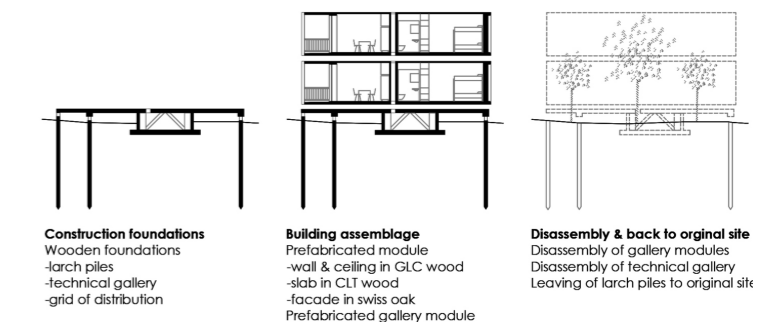 Construction foundations
Wooden foundations
-larch piles
-technical gallery
-grid of distribution
Building assemblage
Prefabricated module
-wall & ceiling in GLC wood
-slab in CLT wood
-facade in swiss oak
Prefabricated gallery module
Disassembly & back to orginal site
Disassembly of gallery modules
Disassembly of technical gallery
Leaving of larch piles to original site